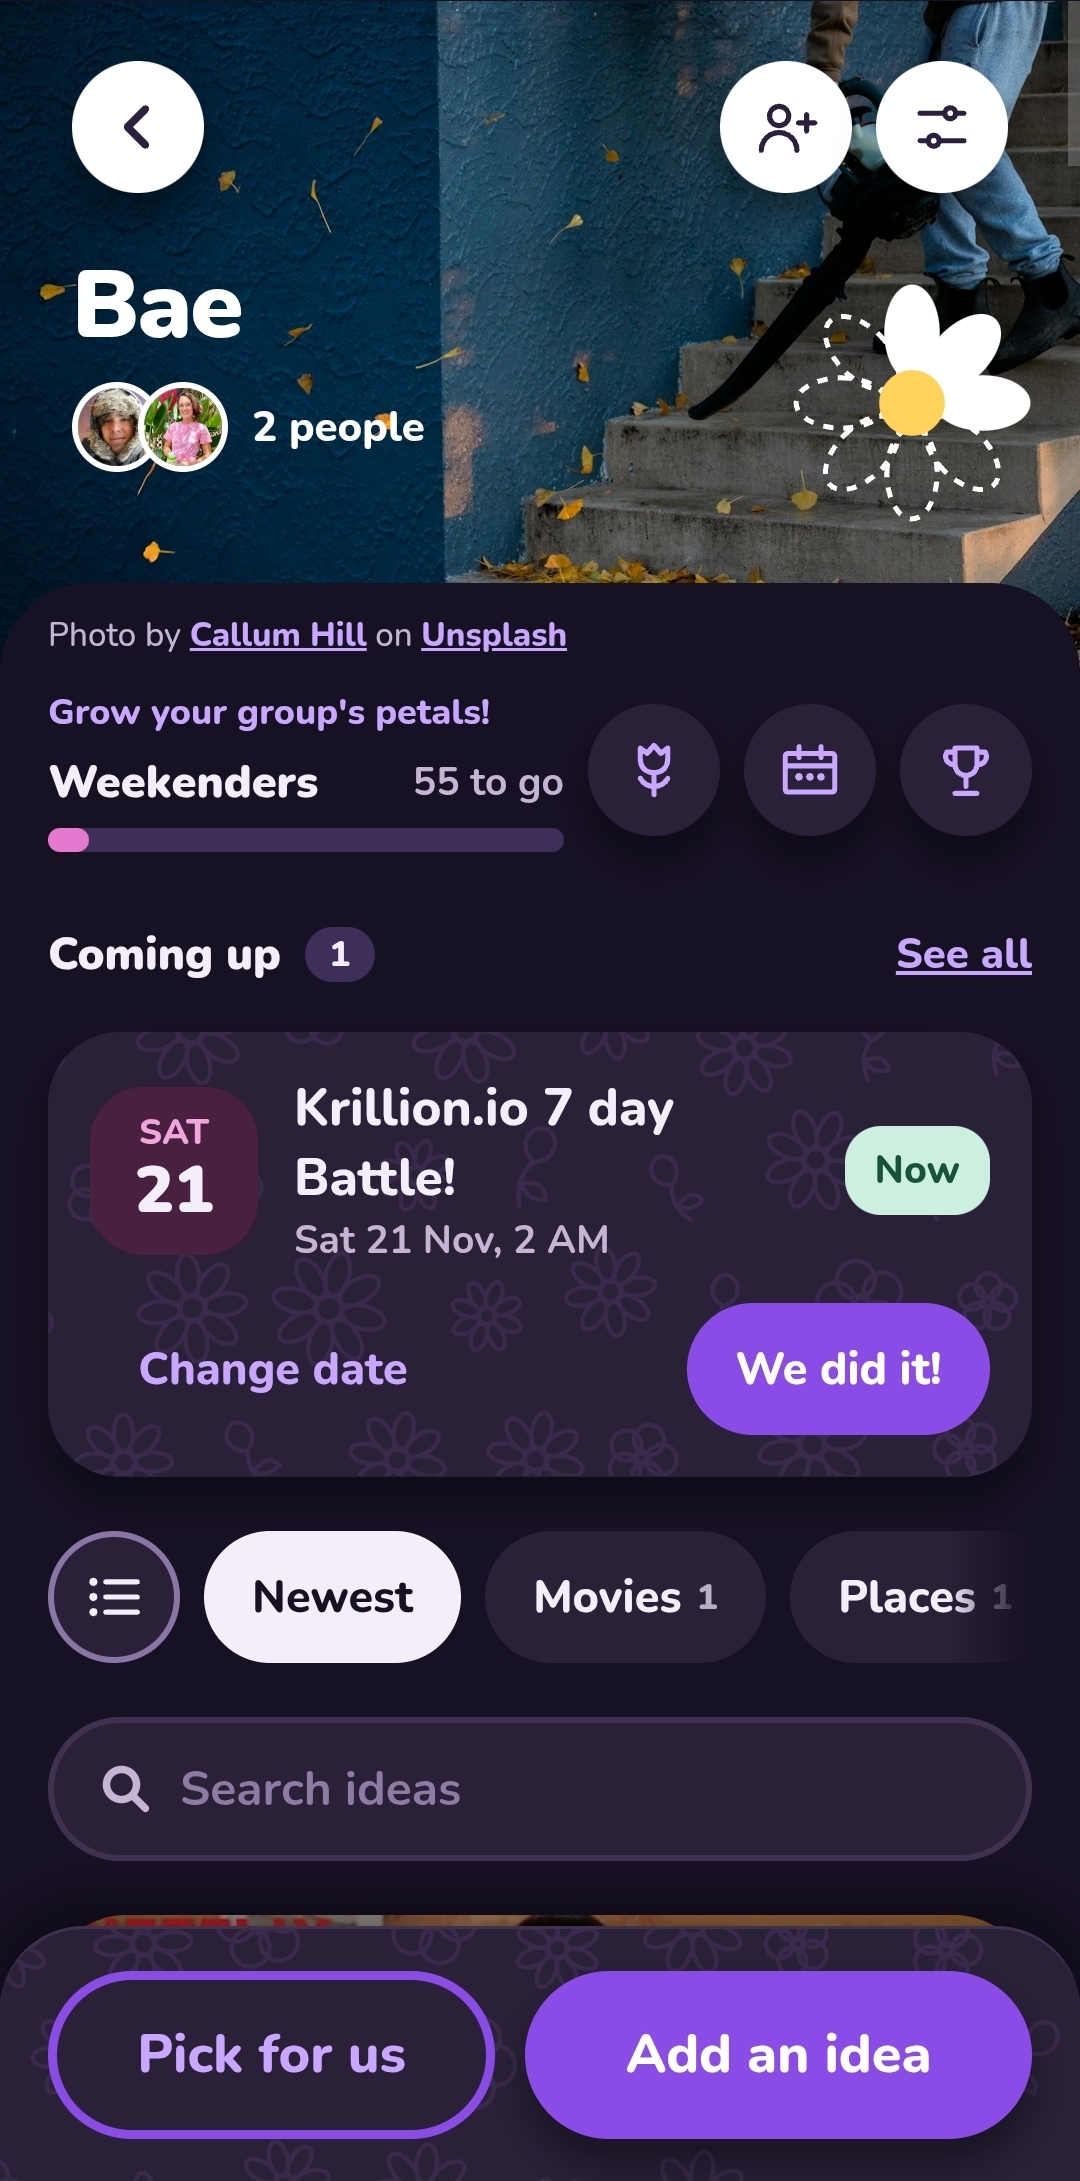 Bae
2 people
Photo by Callum Hill on Unsplash
Grow your group's petals!
Weekenders 55 to go
Coming up 1 See all
SAT
21
Krillion.io 7 day
Battle!
Sat 21 Nov, 2 AM
Now
Change date We did it!
Newest Movies 1 Places 1
Search ideas
Pick for us Add an idea